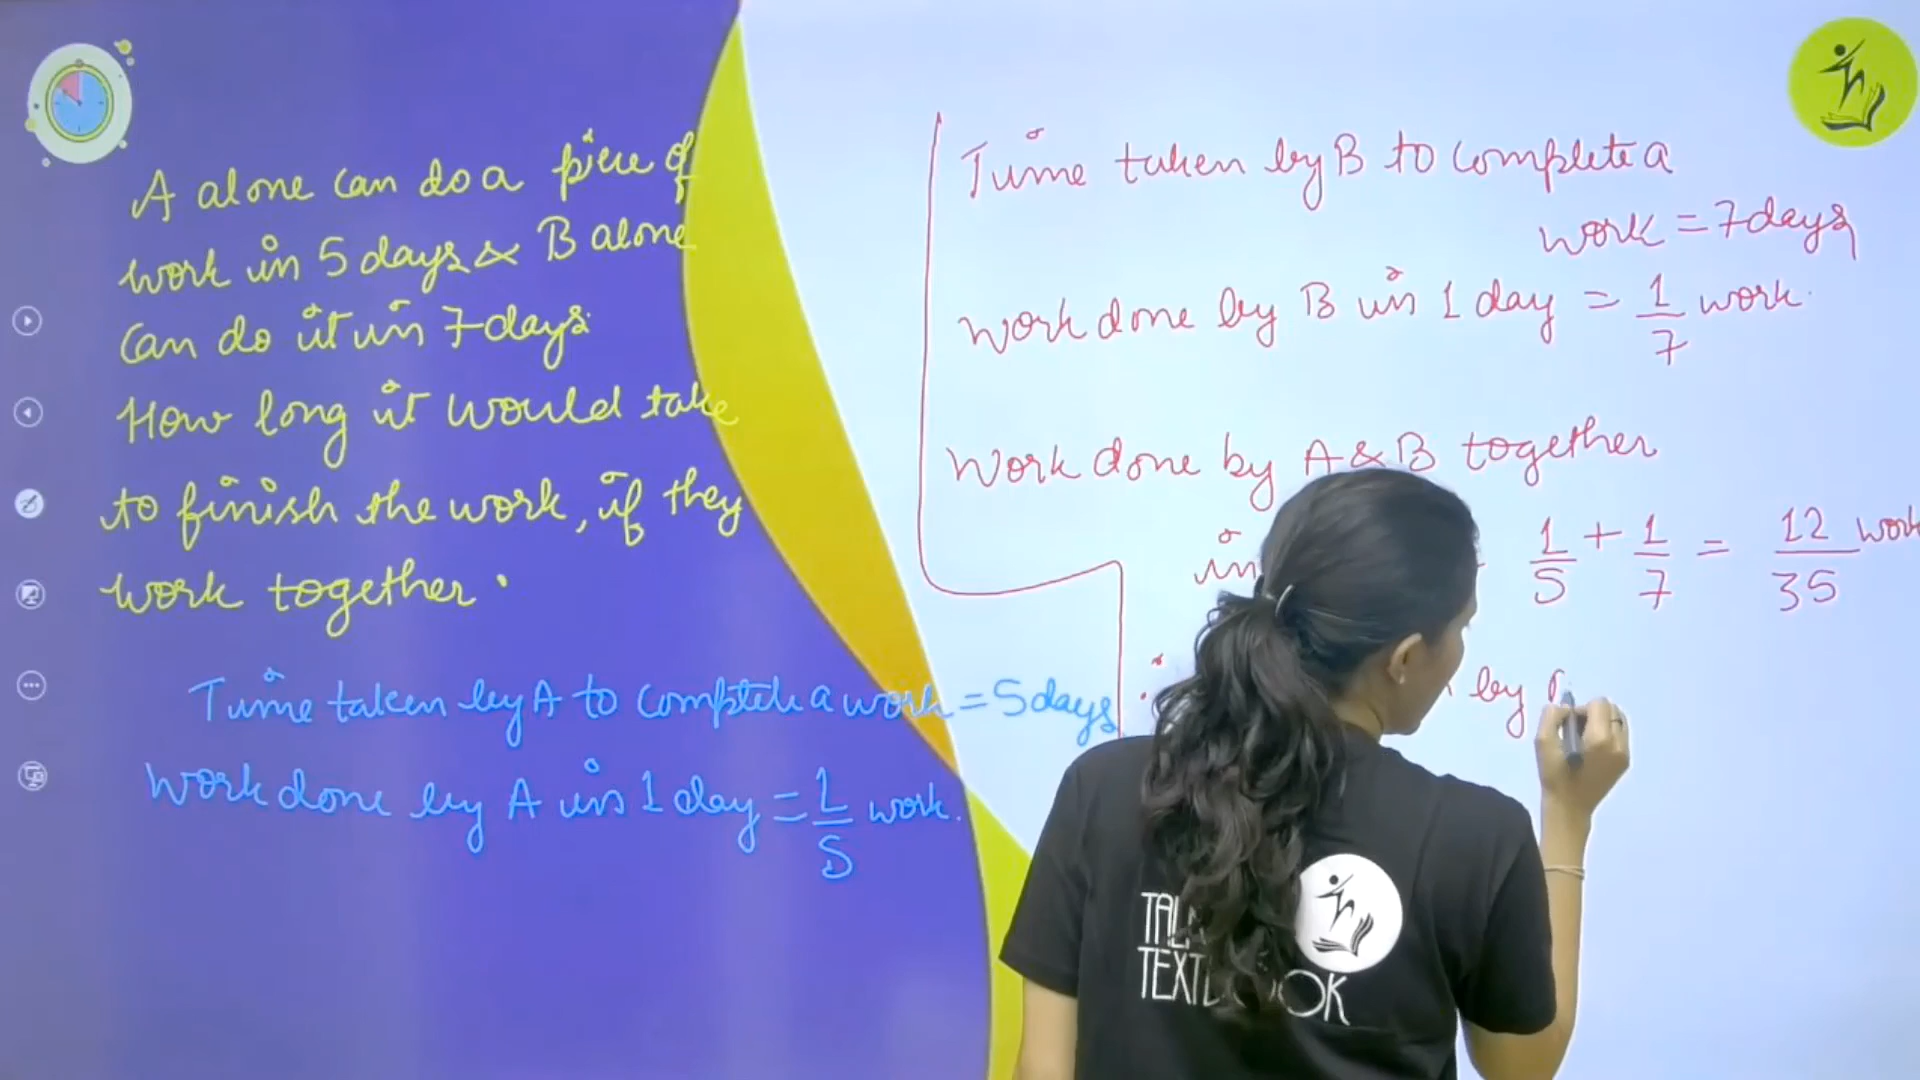 A alone can do a piece of
work in 5 days & B alone
can do it in 7 days.
How long it would take
to finish the work, if they
work together.
Time taken by A to complete a work = 5 days
Work done by A in 1 day = 1/5 work.
Time taken by B to complete a
work = 7 days
Work done by B in 1 day = 1/7 work.
Work done by A & B together
in = 1/5 + 1/7 = 12/35 work
∴ by
TEXTBOOK